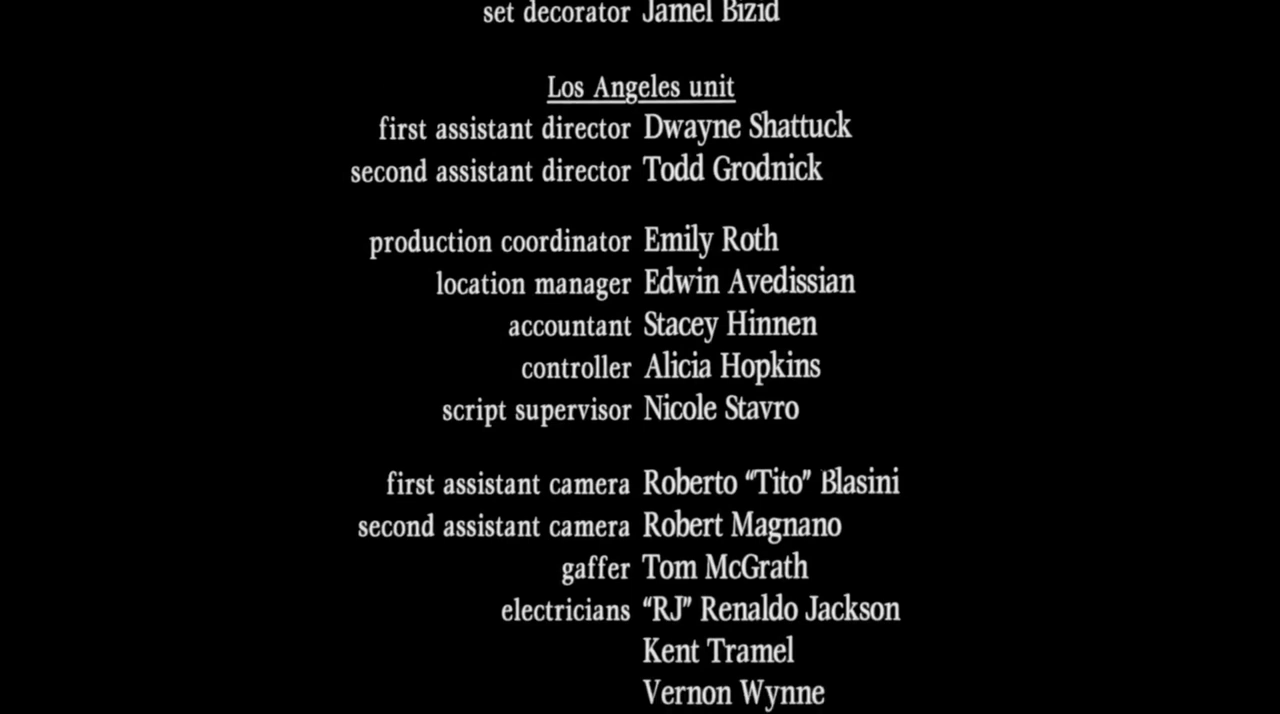 set decorator Jamel Bizid
Los Angeles unit
first assistant director Dwayne Shattuck
second assistant director Todd Grodnick
production coordinator Emily Roth
location manager Edwin Avedissian
accountant Stacey Hinnen
controller Alicia Hopkins
script supervisor Nicole Stavro
first assistant camera Roberto “Tito” Blasini
second assistant camera Robert Magnano
gaffer Tom McGrath
electricians “RJ” Renaldo Jackson
Kent Tramel
Vernon Wynne